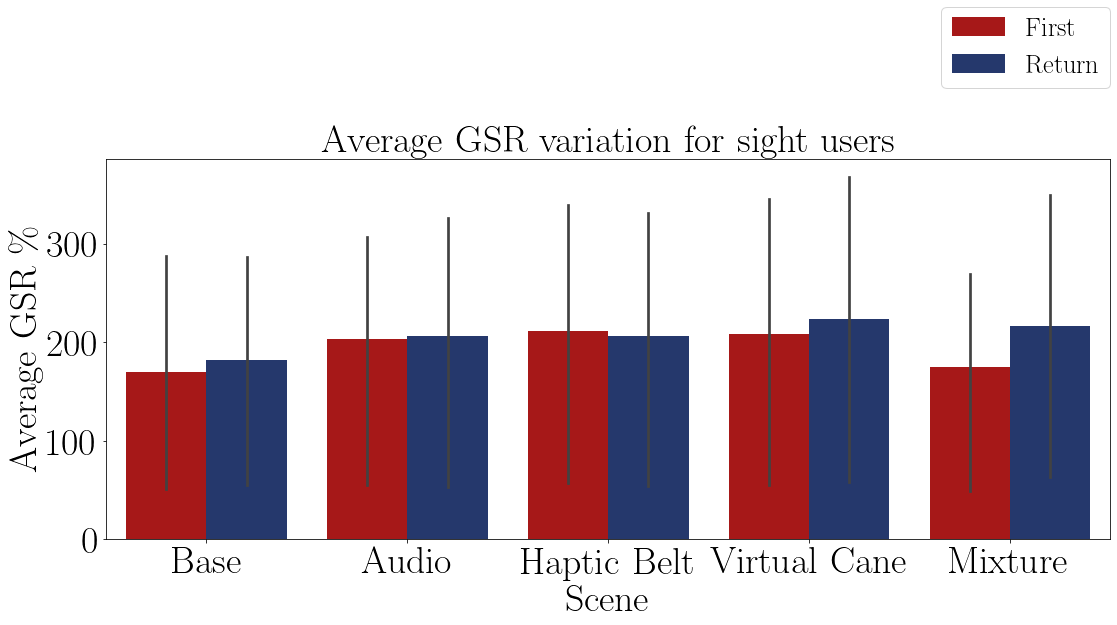 First
Return
Average GSR variation for sight users
Average GSR %
300
200
100
0
Base Audio Haptic Belt Virtual Cane Mixture
Scene